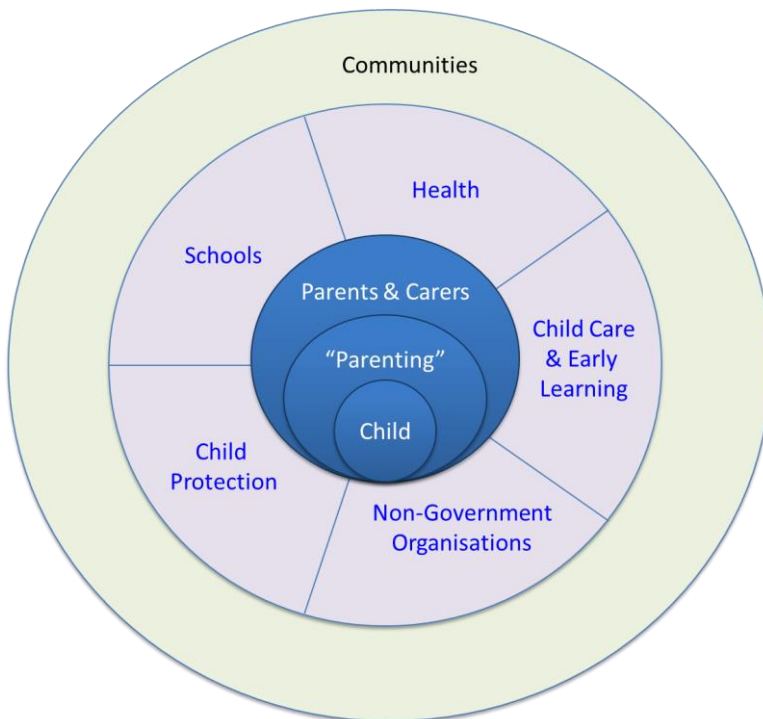 Communities
Health
Schools
Parents & Carers
Child Care
& Early
Learning
“Parenting”
Child
Child
Protection
Non-Government
Organisations